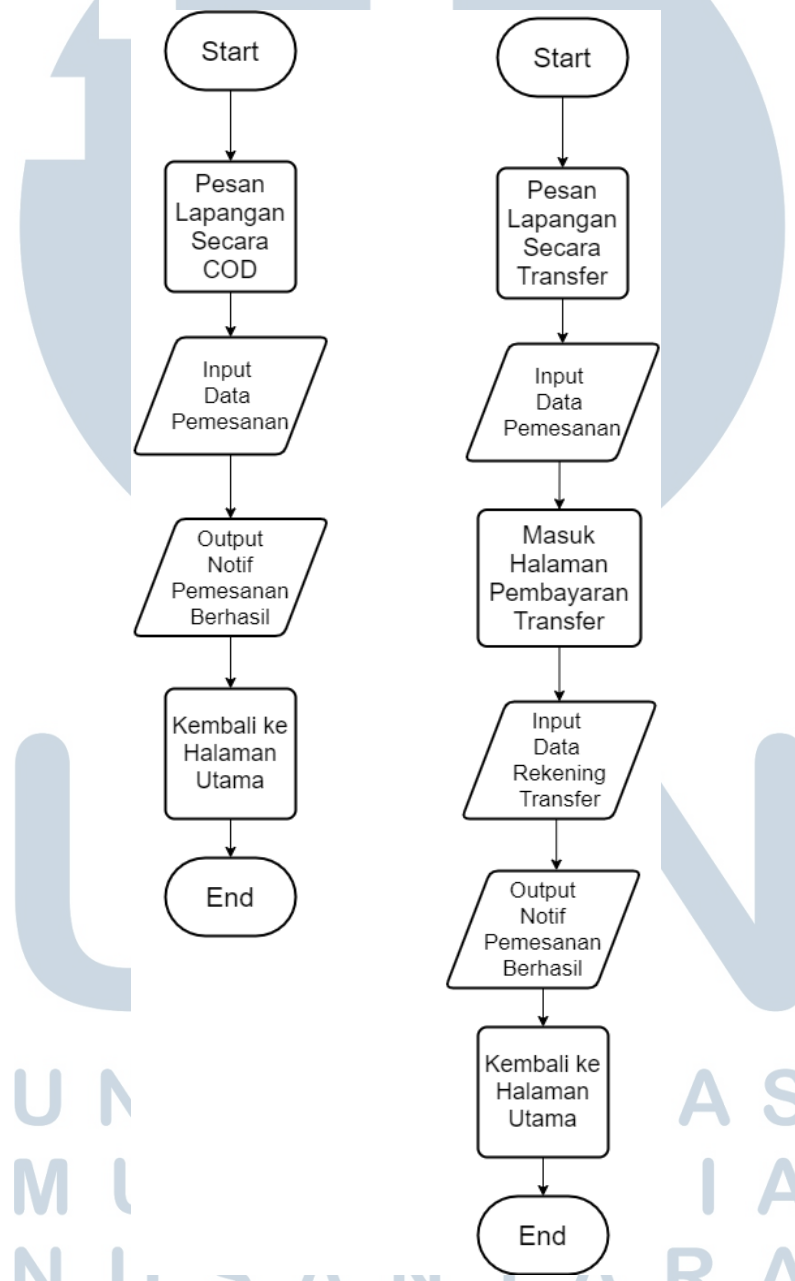 Start
Pesan
Lapangan
Secara
COD
Input
Data
Pemesanan
Output
Notif
Pemesanan
Berhasil
Kembali ke
Halaman
Utama
End
Start
Pesan
Lapangan
Secara
Transfer
Input
Data
Pemesanan
Masuk
Halaman
Pembayaran
Transfer
Input
Data
Rekening
Transfer
Output
Notif
Pemesanan
Berhasil
Kembali ke
Halaman
Utama
End